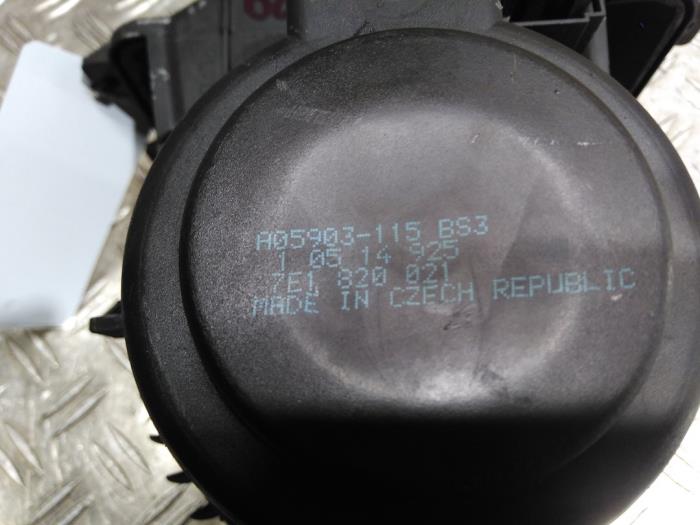 A05903-115 BS3
1 05 14 925
7E1 820 021
MADE IN CZECH REPUBLIC